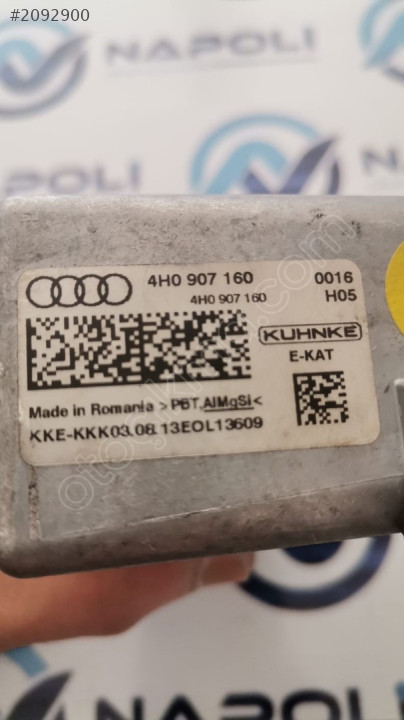 #2092900
NAPOLI
NAPOLI
4H0 907 160 0016
4H0 907 160 H05
KUHNKE
E-KAT
Made in Romania >PBT,AlMgSi<
KKE-KKK03.08.13EOL13609
NAPOLI